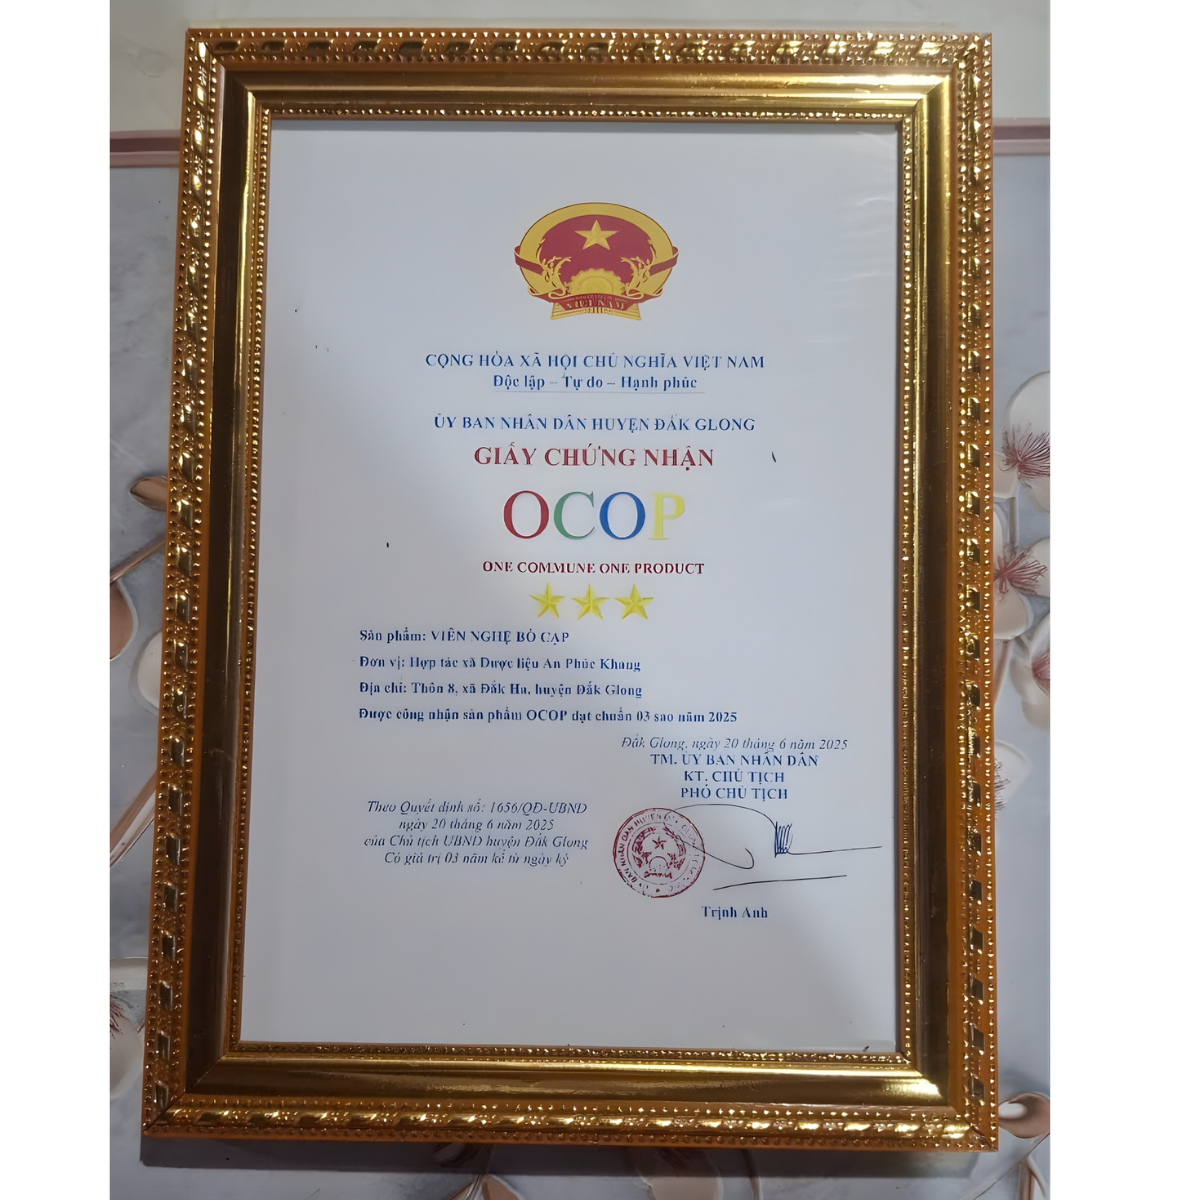 VIỆT NAM
CỘNG HÒA XÃ HỘI CHỦ NGHĨA VIỆT NAM
Độc lập – Tự do – Hạnh phúc
ỦY BAN NHÂN DÂN HUYỆN ĐẮK GLONG
GIẤY CHỨNG NHẬN
OCOP
ONE COMMUNE ONE PRODUCT
Sản phẩm: VIÊN NGHỆ BỌ CẠP
Đơn vị: Hợp tác xã Dược liệu An Phúc Khang
Địa chỉ: Thôn 8, xã Đắk Ha, huyện Đắk Glong
Được công nhận sản phẩm OCOP đạt chuẩn 03 sao năm 2025
Đắk Glong, ngày 20 tháng 6 năm 2025
TM. ỦY BAN NHÂN DÂN
KT. CHỦ TỊCH
PHÓ CHỦ TỊCH
Theo Quyết định số: 1656/QĐ-UBND
ngày 20 tháng 6 năm 2025
của Chủ tịch UBND huyện Đắk Glong
Có giá trị 03 năm kể từ ngày ký
Trịnh Anh